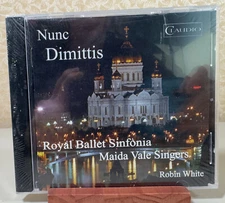 Nunc
Dimittis
CLAUDIO
Royal Ballet Sinfonia
Maida Vale Singers
Robin White